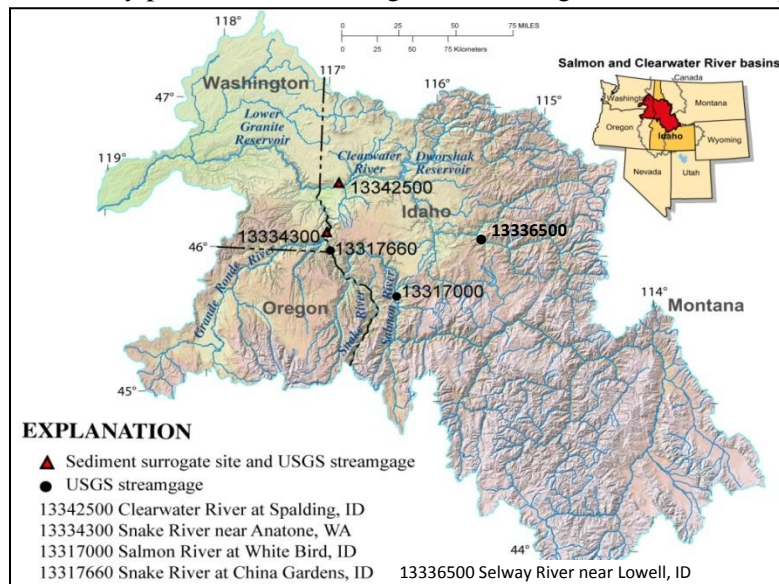 118°
0 25 50 75 MILES
0 25 50 75 Kilometers
Salmon and Clearwater River basins
Canada
Washington
Montana
Oregon
Idaho
Wyoming
Nevada
Utah
Washington
117°
116°
115°
47°
Lower
Granite
Reservoir
119°
Clearwater
River
Dworshak
Reservoir
13342500
Idaho
13334300
13336500
46°
13317660
Grande Ronde River
Oregon
Snake River
Salmon River
13317000
114°
Montana
45°
44°
EXPLANATION
Sediment surrogate site and USGS streamgage
USGS streamgage
13342500 Clearwater River at Spalding, ID
13334300 Snake River near Anatone, WA
13317000 Salmon River at White Bird, ID
13317660 Snake River at China Gardens, ID 13336500 Selway River near Lowell, ID